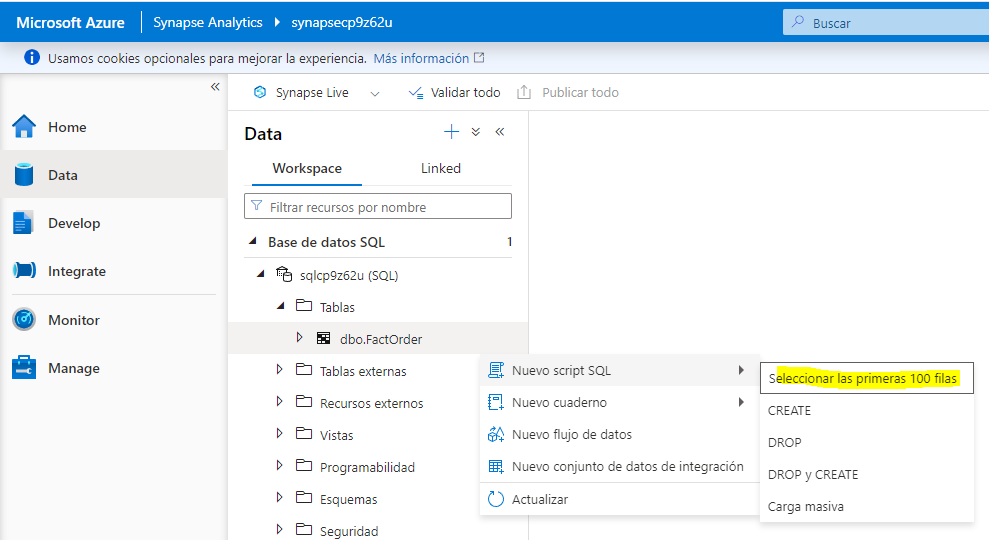 Microsoft Azure Synapse Analytics synapsecp9z62u Buscar
Usamos cookies opcionales para mejorar la experiencia. Más información
Synapse Live Validar todo Publicar todo
Home
Data
Develop
Integrate
Monitor
Manage
Data
Workspace Linked
Filtrar recursos por nombre
Base de datos SQL 1
sqlcp9z62u (SQL)
Tablas
dbo.FactOrder
Tablas externas
Recursos externos
Vistas
Programabilidad
Esquemas
Seguridad
Nuevo script SQL
Nuevo cuaderno
Nuevo flujo de datos
Nuevo conjunto de datos de integración
Actualizar
Seleccionar las primeras 100 filas
CREATE
DROP
DROP y CREATE
Carga masiva